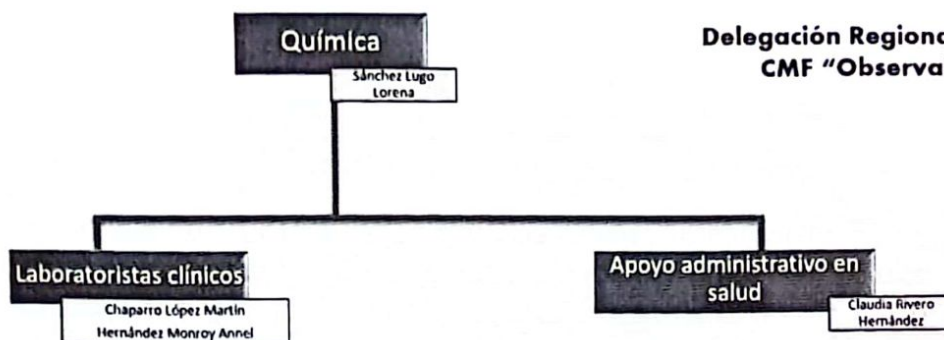 Química
Sánchez Lugo
Lorena
Delegación Regiona
CMF "Observa
Laboratoristas clínicos
Chaparro López Martín
Hernández Monroy Annel
Apoyo administrativo en
salud
Claudia Rivero
Hernández